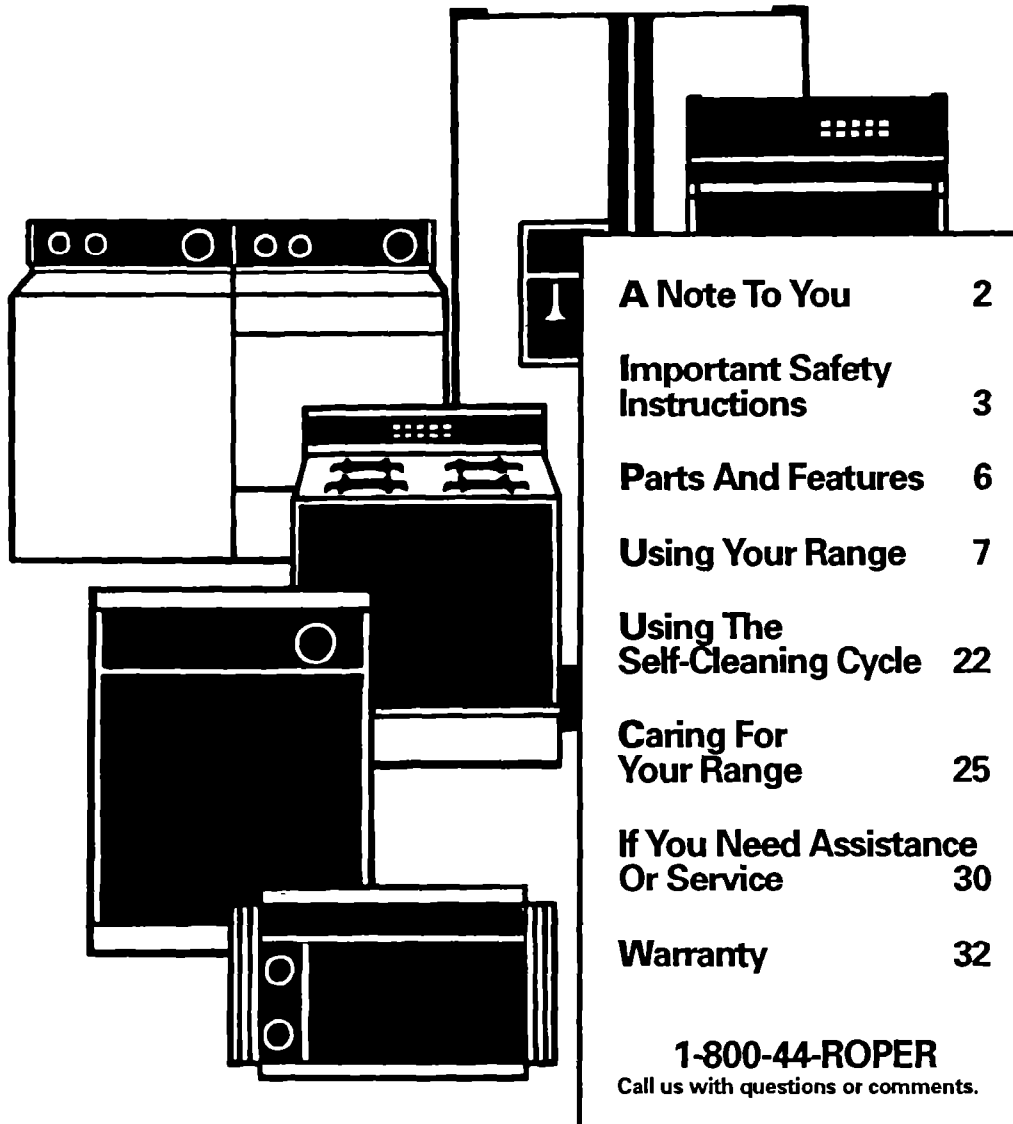 A Note To You 2
Important Safety
Instructions 3
Parts And Features 6
Using Your Range 7
Using The
Self-Cleaning Cycle 22
Caring For
Your Range 25
If You Need Assistance
Or Service 30
Warranty 32
1-800-44-ROPER
Call us with questions or comments.